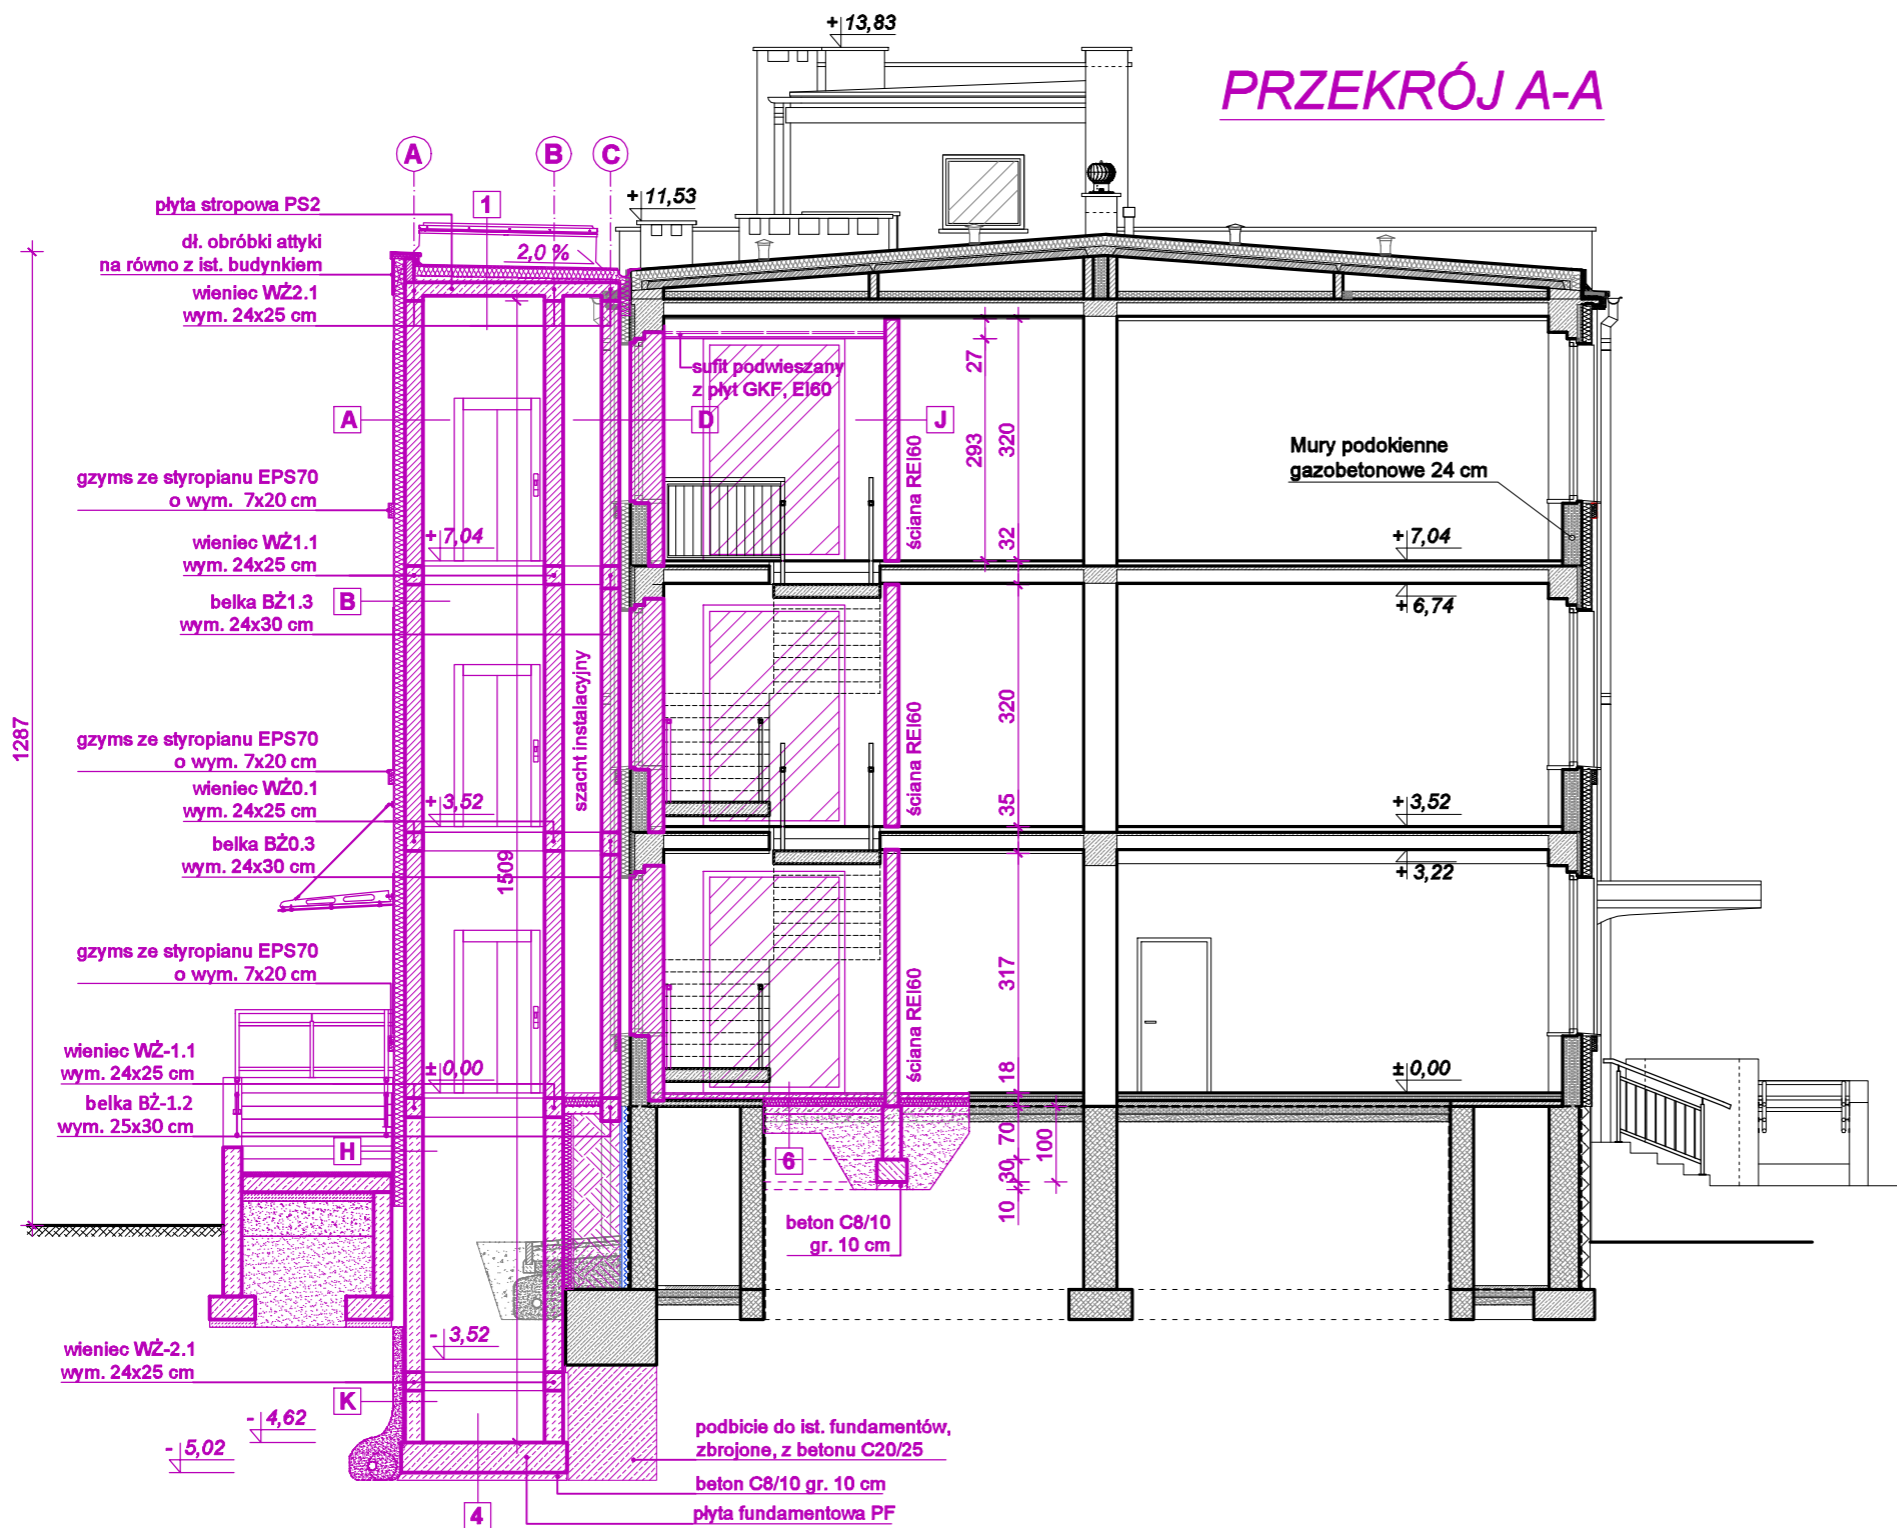 +13,83
PRZEKRÓJ A-A
A
B
C
płyta stropowa PS2
1
+11,53
dł. obróbki attyki
na równo z ist. budynkiem
2,0 %
wieniec WŻ2.1
wym. 24x25 cm
sufit podwieszany
z płyt GKF, EI60
27
293
320
32
A
D
J
ściana REI60
Mury podokienne
gazobetonowe 24 cm
gzyms ze styropianu EPS70
o wym. 7x20 cm
+7,04
+7,04
wieniec WŻ1.1
wym. 24x25 cm
B
belka BŻ1.3
wym. 24x30 cm
+6,74
szacht instalacyjny
1287
320
ściana REI60
35
gzyms ze styropianu EPS70
o wym. 7x20 cm
wieniec WŻ0.1
wym. 24x25 cm
+3,52
+3,52
belka BŻ0.3
wym. 24x30 cm
1509
+3,22
gzyms ze styropianu EPS70
o wym. 7x20 cm
317
ściana REI60
18
wieniec WŻ-1.1
wym. 24x25 cm
±0,00
±0,00
belka BŻ-1.2
wym. 25x30 cm
H
6
70
100
30
10
beton C8/10
gr. 10 cm
- 3,52
wieniec WŻ-2.1
wym. 24x25 cm
K
- 4,62
- 5,02
podbicie do ist. fundamentów,
zbrojone, z betonu C20/25
beton C8/10 gr. 10 cm
4
płyta fundamentowa PF